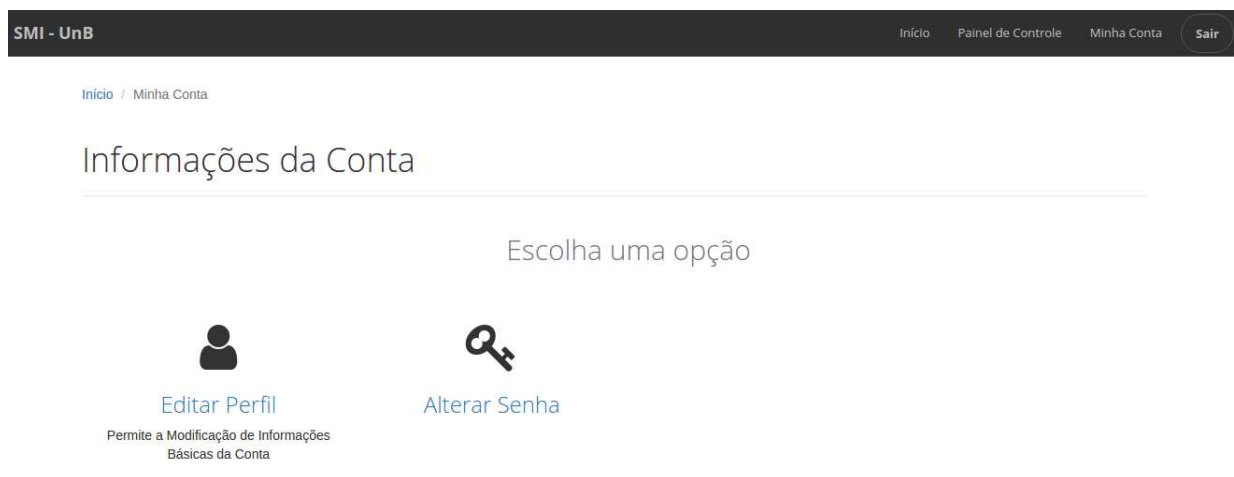 SMI - UnB
Início Painel de Controle Minha Conta Sair
Início / Minha Conta
Informações da Conta
Escolha uma opção
Editar Perfil
Permite a Modificação de Informações
Básicas da Conta
Alterar Senha